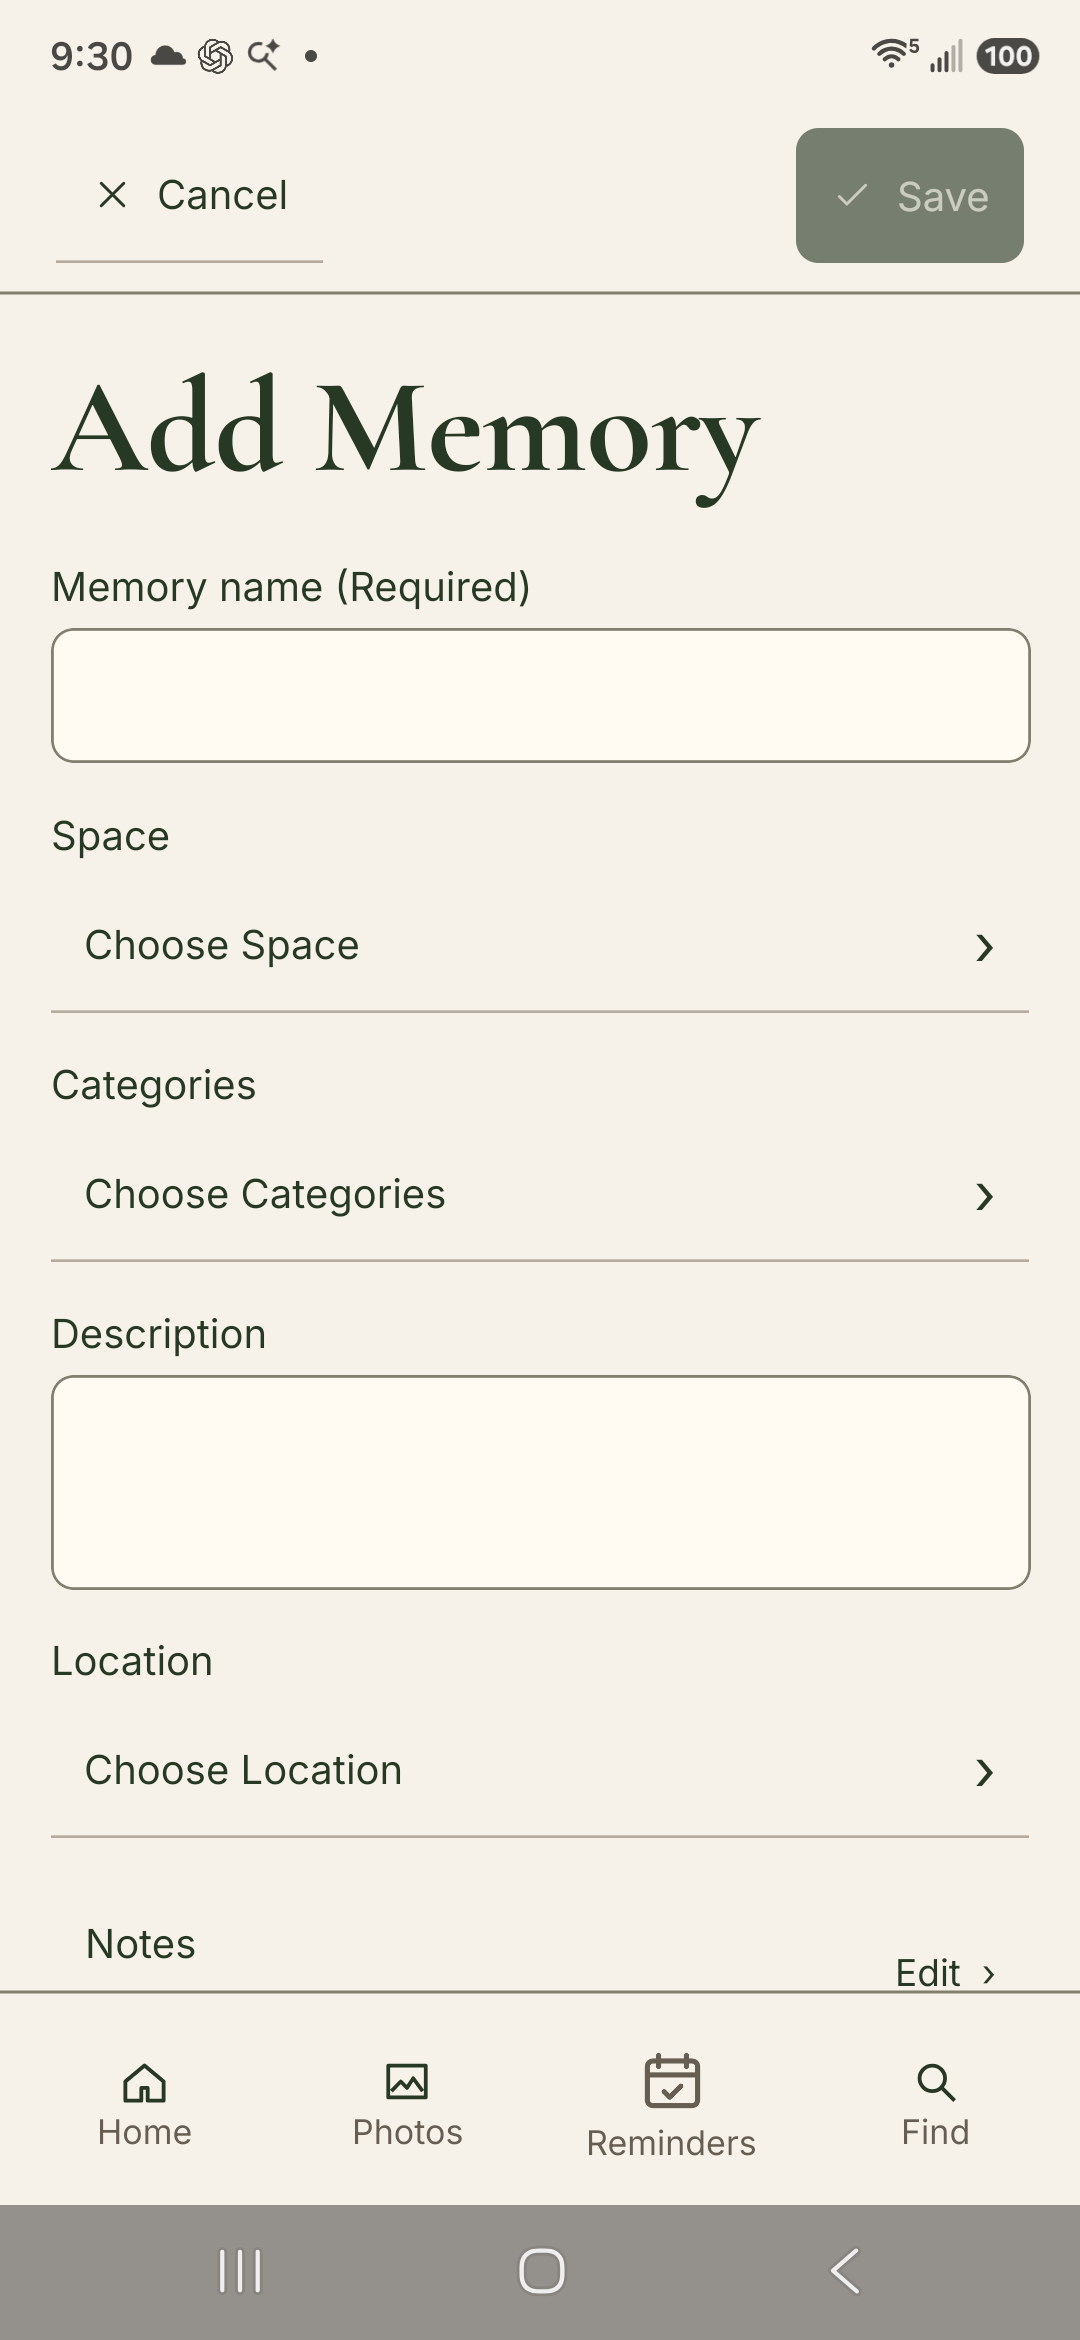 9:30
5
100
Cancel
Save
Add Memory
Memory name (Required)
Space
Choose Space
Categories
Choose Categories
Description
Location
Choose Location
Notes
Edit
Home
Photos
Reminders
Find